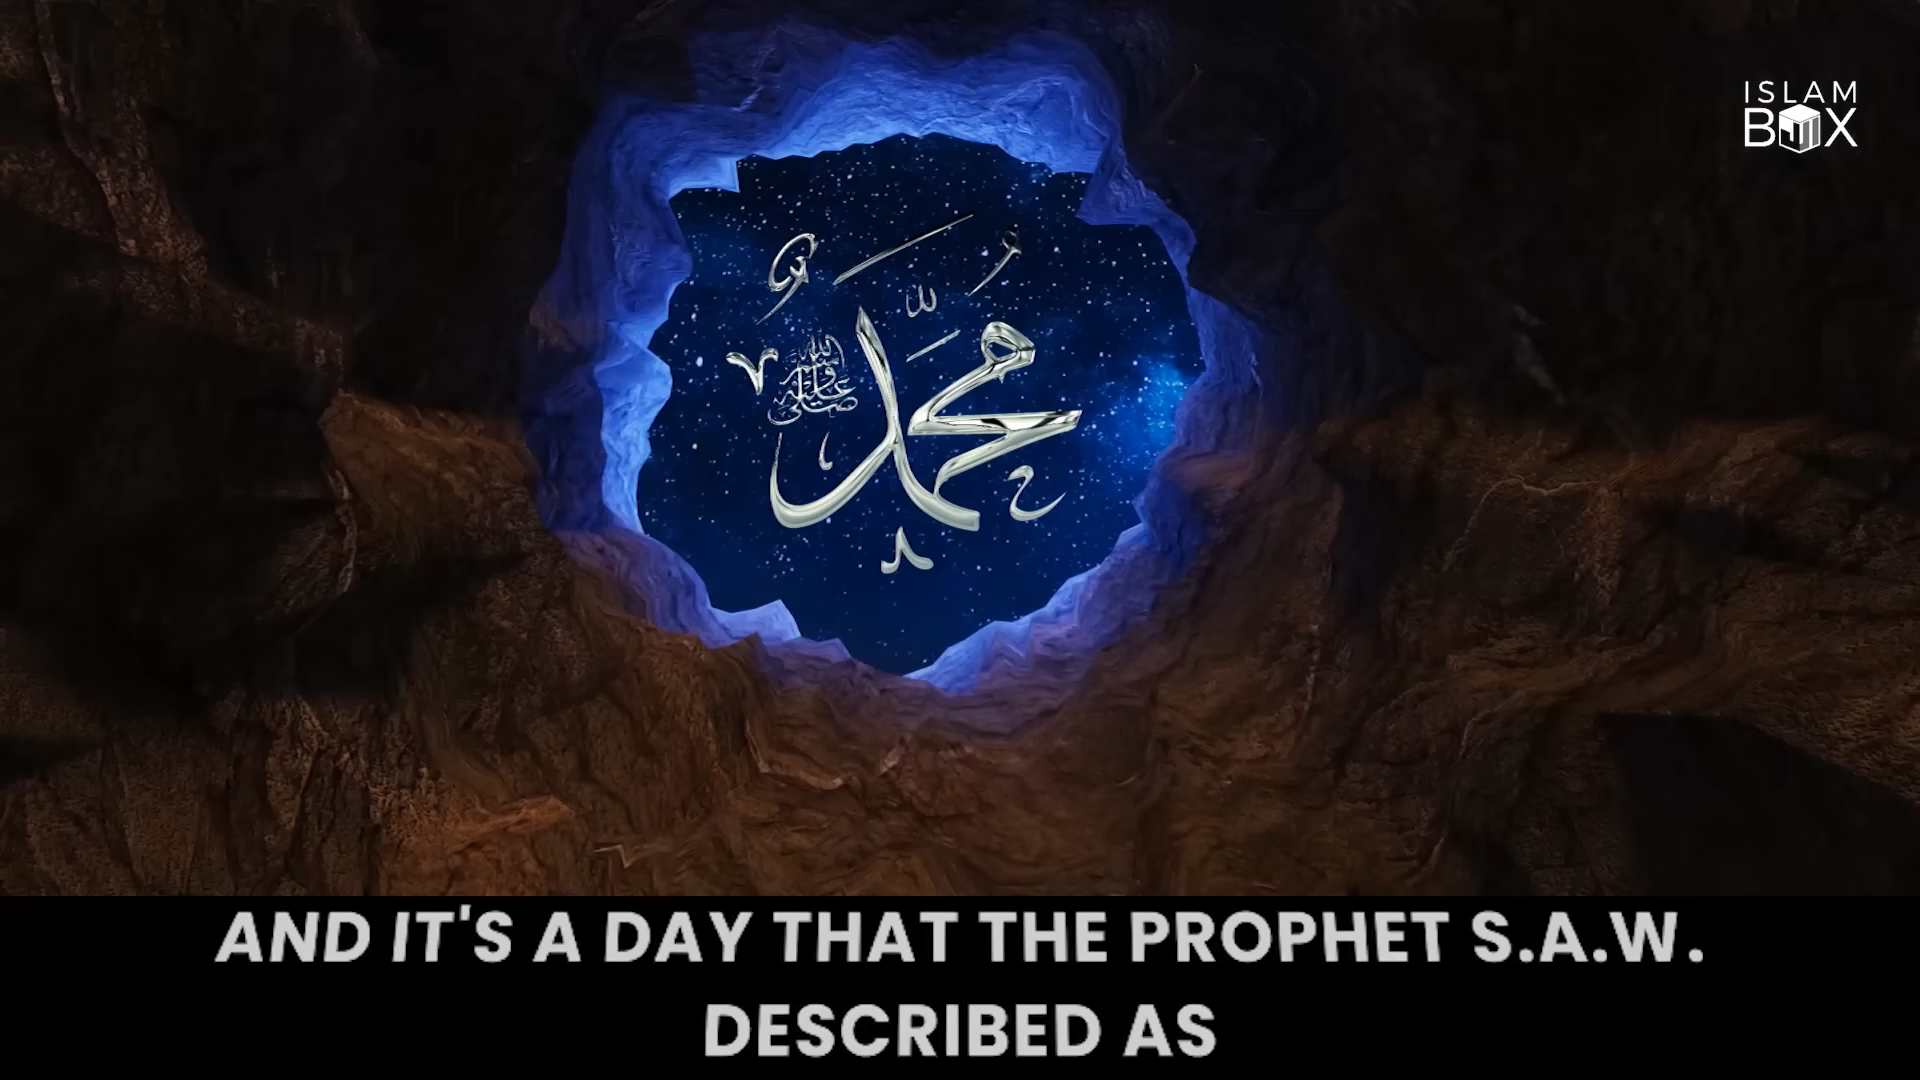 ISLAM
BOX
محمد
صلى الله عليه وسلم
AND IT'S A DAY THAT THE PROPHET S.A.W.
DESCRIBED AS